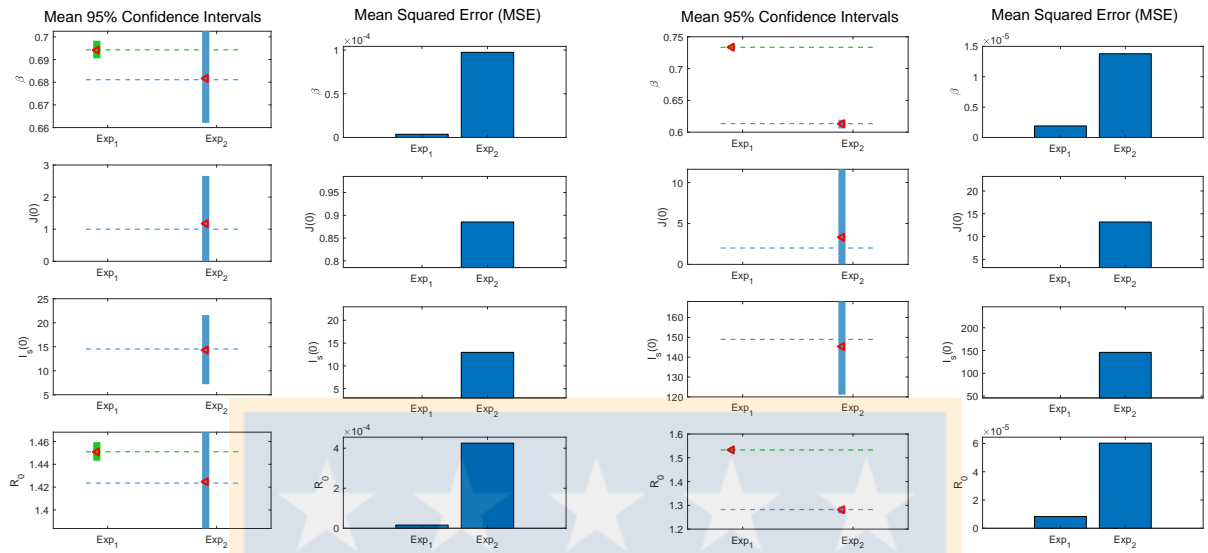 Mean 95% Confidence Intervals
0.7
0.69
0.68
0.67
0.66
β
Exp1
Exp2
3
2
1
0
J(0)
Exp1
Exp2
25
20
15
10
5
I_s(0)
Exp1
Exp2
1.46
1.44
1.42
1.4
R0
Exp1
Exp2
Mean Squared Error (MSE)
×10^-4
1
0.5
0
β
Exp1
Exp2
0.95
0.9
0.85
0.8
J(0)
Exp1
Exp2
20
15
10
5
I_s(0)
Exp1
Exp2
×10^-4
4
2
0
R0
Exp1
Exp2
Mean 95% Confidence Intervals
0.75
0.7
0.65
0.6
β
Exp1
Exp2
10
5
0
J(0)
Exp1
Exp2
160
150
140
130
120
I_s(0)
Exp1
Exp2
1.6
1.5
1.4
1.3
1.2
R0
Exp1
Exp2
Mean Squared Error (MSE)
×10^-5
1.5
1
0.5
0
β
Exp1
Exp2
20
15
10
5
J(0)
Exp1
Exp2
200
150
100
50
I_s(0)
Exp1
Exp2
×10^-5
6
4
2
0
R0
Exp1
Exp2